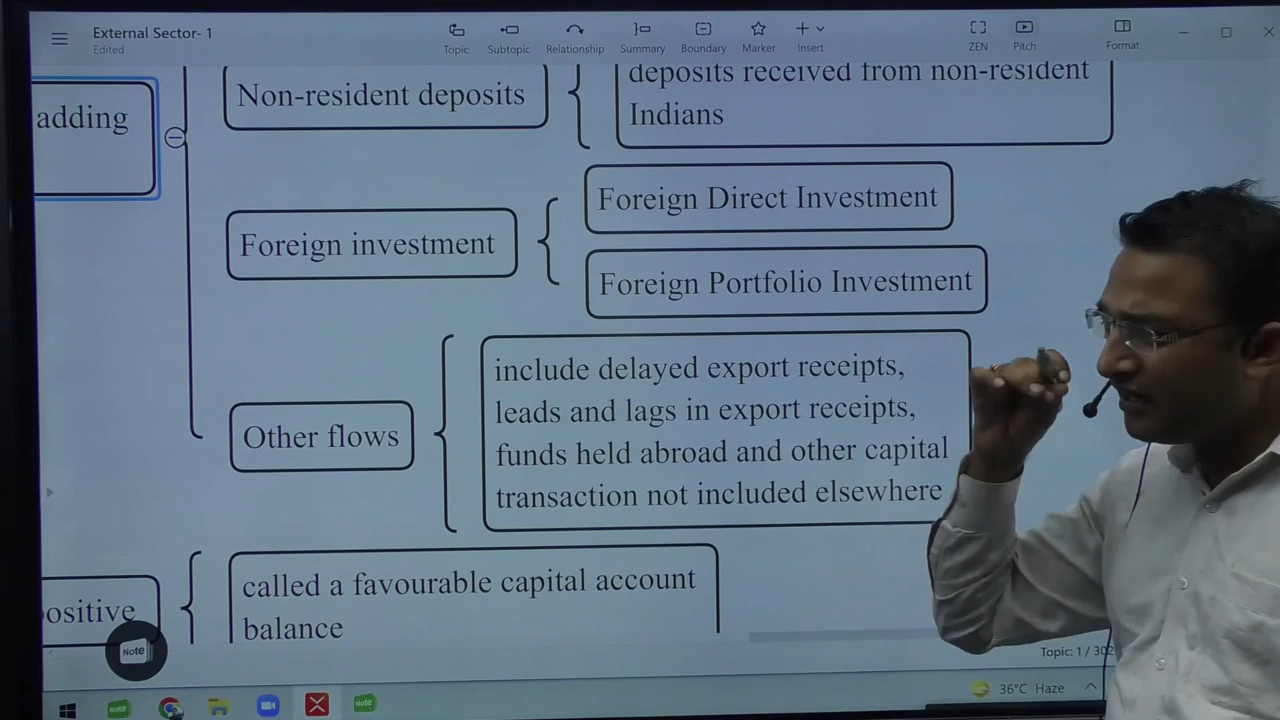 External Sector- 1
Edited
Topic
Subtopic
Relationship
Summary
Boundary
Marker
Insert
ZEN
Pitch
Format
adding
Non-resident deposits
deposits received from non-resident
Indians
Foreign investment
Foreign Direct Investment
Foreign Portfolio Investment
Other flows
include delayed export receipts,
leads and lags in export receipts,
funds held abroad and other capital
transaction not included elsewhere
ositive
called a favourable capital account
balance
Note
Topic: 1 / 302
36°C Haze
Note
Note